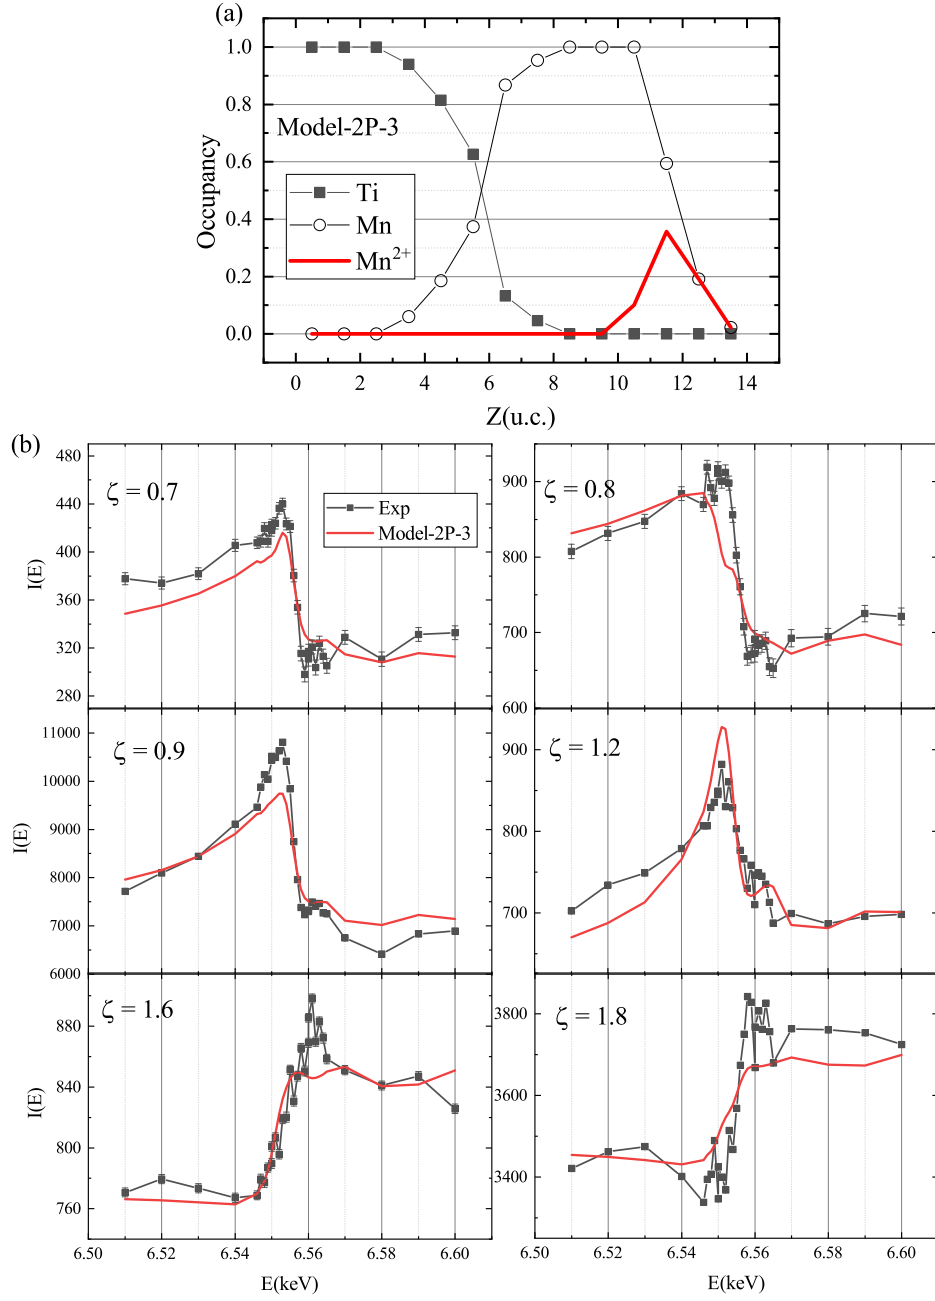 (a)
1.0
0.8
0.6
0.4
0.2
0.0
Occupancy
Model-2P-3
Ti
Mn
Mn²⁺
0 2 4 6 8 10 12 14
Z(u.c.)
(b)
480
440
400
360
320
280
I(E)
ζ = 0.7
Exp
Model-2P-3
900
800
700
600
I(E)
ζ = 0.8
11000
10000
9000
8000
7000
6000
I(E)
ζ = 0.9
900
800
700
I(E)
ζ = 1.2
880
840
800
760
I(E)
ζ = 1.6
6.50 6.52 6.54 6.56 6.58 6.60
E(keV)
3800
3600
3400
I(E)
ζ = 1.8
6.50 6.52 6.54 6.56 6.58 6.60
E(keV)